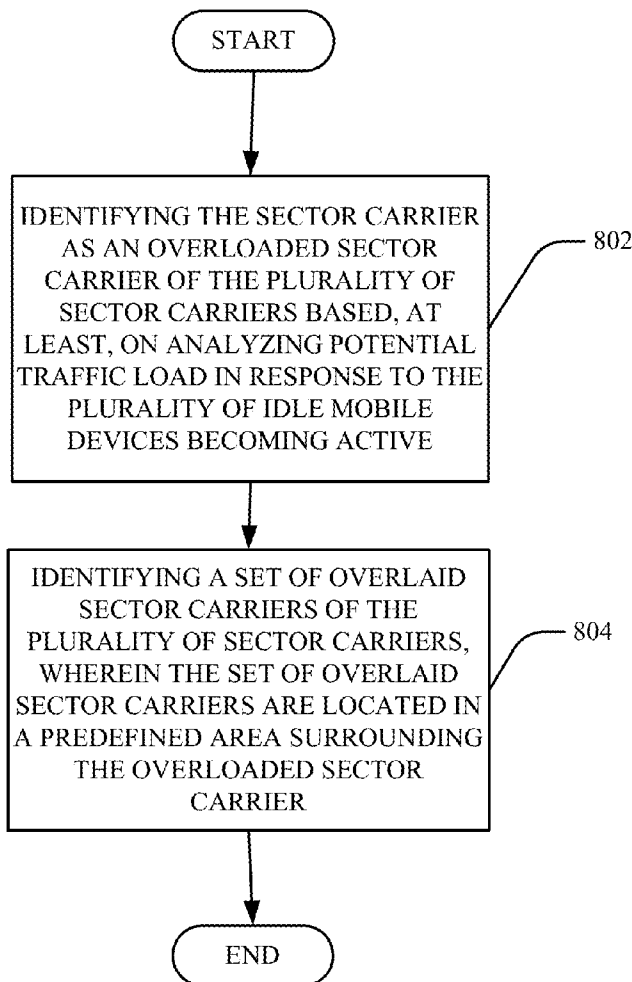 START
IDENTIFYING THE SECTOR CARRIER
AS AN OVERLOADED SECTOR
CARRIER OF THE PLURALITY OF
SECTOR CARRIERS BASED, AT
LEAST, ON ANALYZING POTENTIAL
TRAFFIC LOAD IN RESPONSE TO THE
PLURALITY OF IDLE MOBILE
DEVICES BECOMING ACTIVE
802
IDENTIFYING A SET OF OVERLAID
SECTOR CARRIERS OF THE
PLURALITY OF SECTOR CARRIERS,
WHEREIN THE SET OF OVERLAID
SECTOR CARRIERS ARE LOCATED IN
A PREDEFINED AREA SURROUNDING
THE OVERLOADED SECTOR
CARRIER
804
END